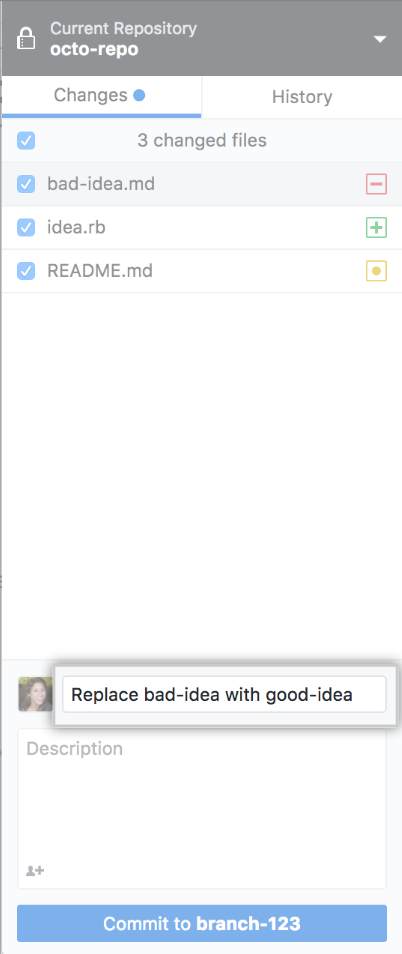 Current Repository
octo-repo
Changes
History
3 changed files
bad-idea.md
idea.rb
README.md
Replace bad-idea with good-idea
Description
Commit to branch-123